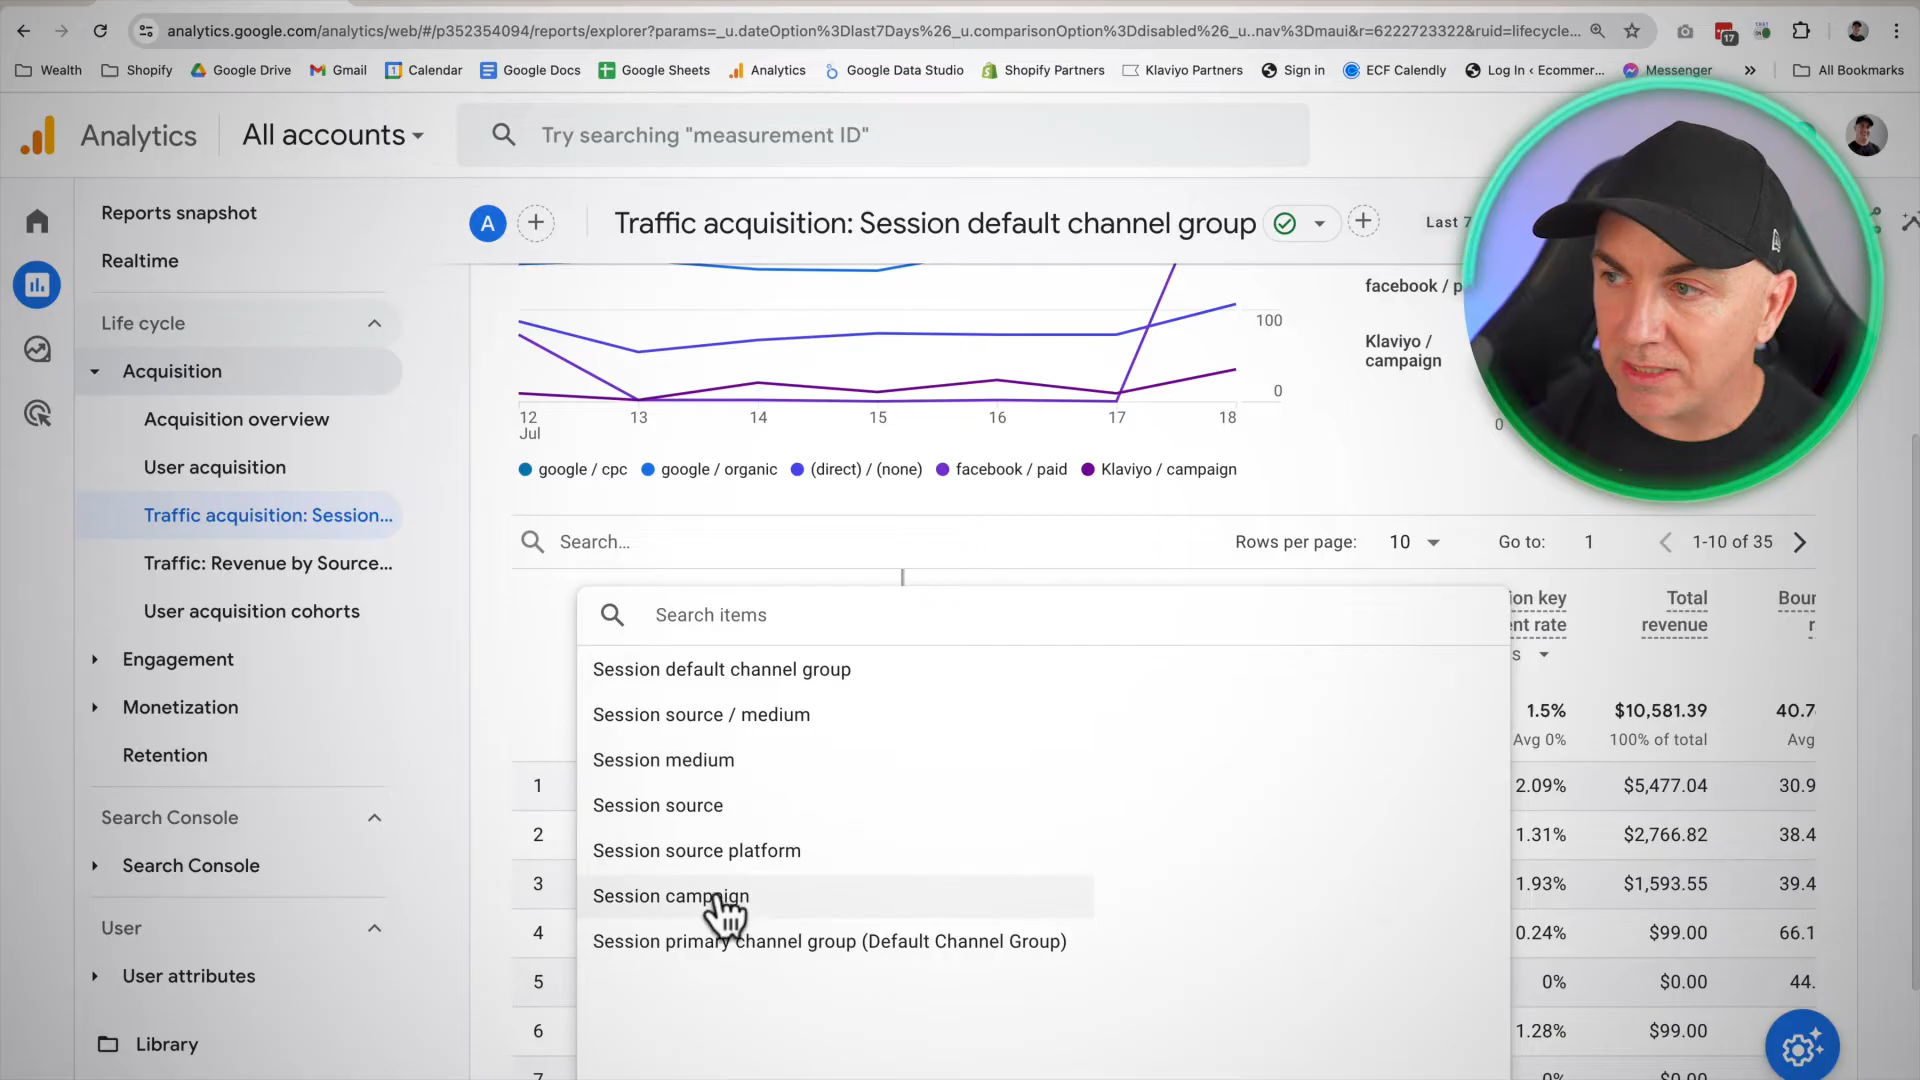 analytics.google.com/analytics/web/#/p352354094/reports/explorer?params=_u.dateOption%3Dlast7Days%26_u.comparisonOption%3Ddisabled%26_u..nav%3Dmaui&r=6222723322&ruid=lifecycle...
17
Wealth
Shopify
Google Drive
Gmail
Calendar
Google Docs
Google Sheets
Analytics
Google Data Studio
Shopify Partners
Klaviyo Partners
Sign in
ECF Calendly
Log In ‹ Ecommer...
Messenger
All Bookmarks
Analytics
All accounts
Try searching "measurement ID"
Reports snapshot
Realtime
Life cycle
Acquisition
Acquisition overview
User acquisition
Traffic acquisition: Session...
Traffic: Revenue by Source...
User acquisition cohorts
Engagement
Monetization
Retention
Search Console
Search Console
User
User attributes
Library
A
Traffic acquisition: Session default channel group
Last 7
facebook / p
Klaviyo /
campaign
100
0
0
12
Jul
13
14
15
16
17
18
google / cpc
google / organic
(direct) / (none)
facebook / paid
Klaviyo / campaign
Search...
Rows per page:
10
Go to:
1
1-10 of 35
Search items
Session default channel group
Session source / medium
Session medium
Session source
Session source platform
Session campaign
Session primary channel group (Default Channel Group)
ion key
nt rate
s
Total
revenue
Boun
r
1.5%
$10,581.39
40.7
Avg 0%
100% of total
Avg
1
2.09%
$5,477.04
30.9
2
1.31%
$2,766.82
38.4
3
1.93%
$1,593.55
39.4
4
0.24%
$99.00
66.1
5
0%
$0.00
44.
6
1.28%
$99.00
7
0%
$0.00